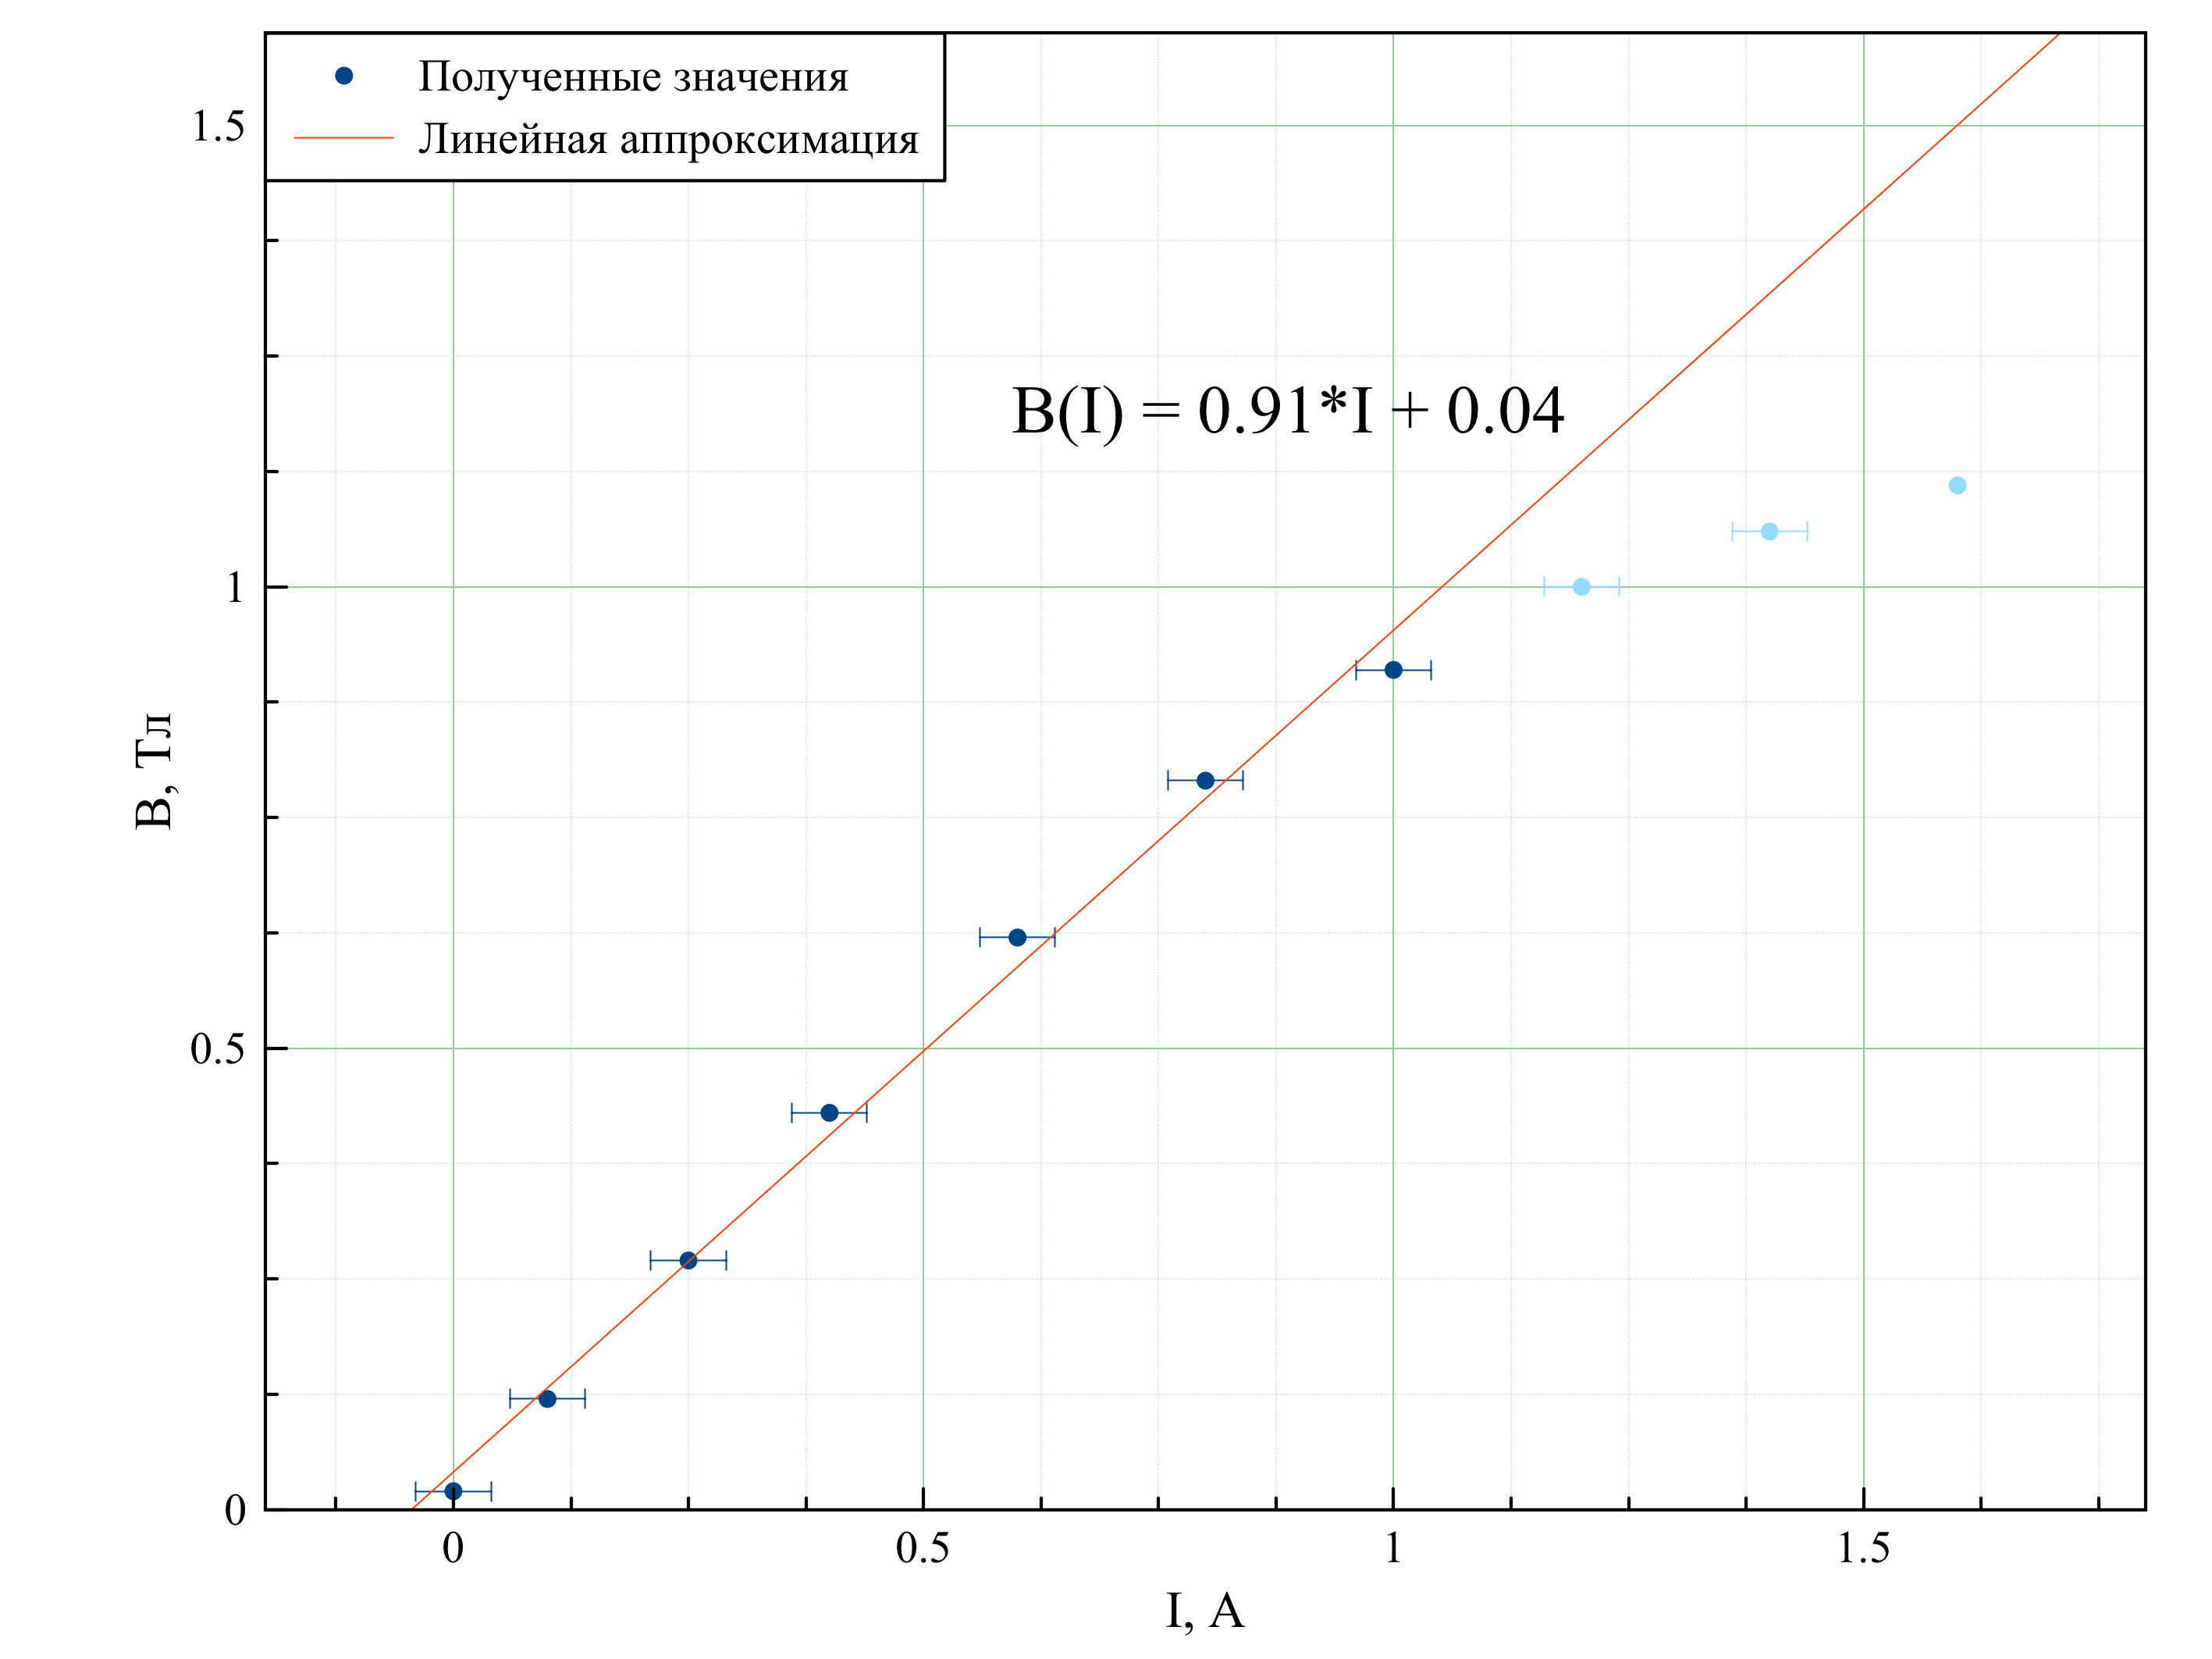 Полученные значения
Линейная аппроксимация
1.5
B(I) = 0.91*I + 0.04
1
B, Тл
0.5
0
0 0.5 1 1.5
I, A